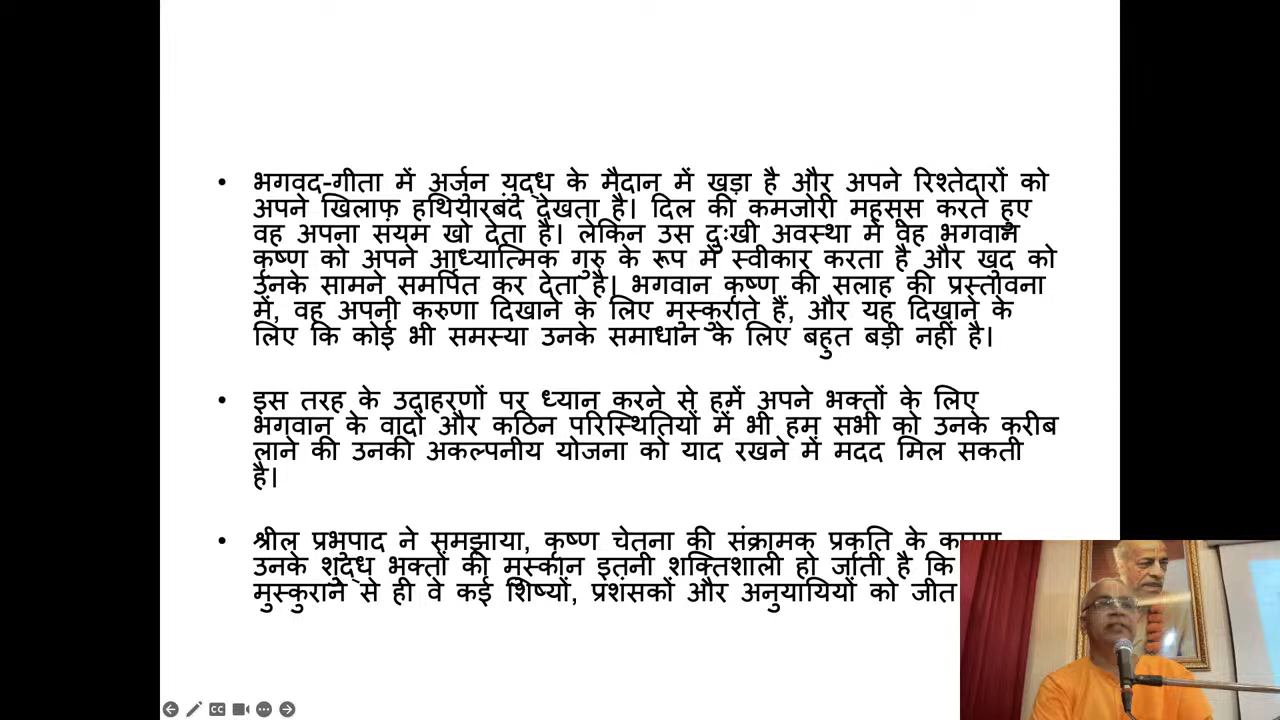 • भगवद-गीता में अर्जुन युद्ध के मैदान में खड़ा है और अपने रिश्तेदारों को
अपने खिलाफ हथियारबंद देखता है। दिल की कमजोरी महसूस करते हुए
वह अपना संयम खो देता है। लेकिन उस दुःखी अवस्था में वह भगवान
कृष्ण को अपने आध्यात्मिक गुरु के रूप में स्वीकार करता है और खुद को
उनके सामने समर्पित कर देता है। भगवान कृष्ण की सलाह की प्रस्तावना
में, वह अपनी करुणा दिखाने के लिए मुस्कुराते हैं, और यह दिखाने के
लिए कि कोई भी समस्या उनके समाधान के लिए बहुत बड़ी नहीं है।
• इस तरह के उदाहरणों पर ध्यान करने से हमें अपने भक्तों के लिए
भगवान के वादों और कठिन परिस्थितियों में भी हम सभी को उनके करीब
लाने की उनकी अकल्पनीय योजना को याद रखने में मदद मिल सकती
है।
• श्रील प्रभुपाद ने समझाया, कृष्ण चेतना की संक्रामक प्रकृति के
उनके शुद्ध भक्तों की मुस्कान इतनी शक्तिशाली हो जाती है कि
मुस्कुराने से ही वे कई शिष्यों, प्रशंसकों और अनुयायियों को जीत
CC